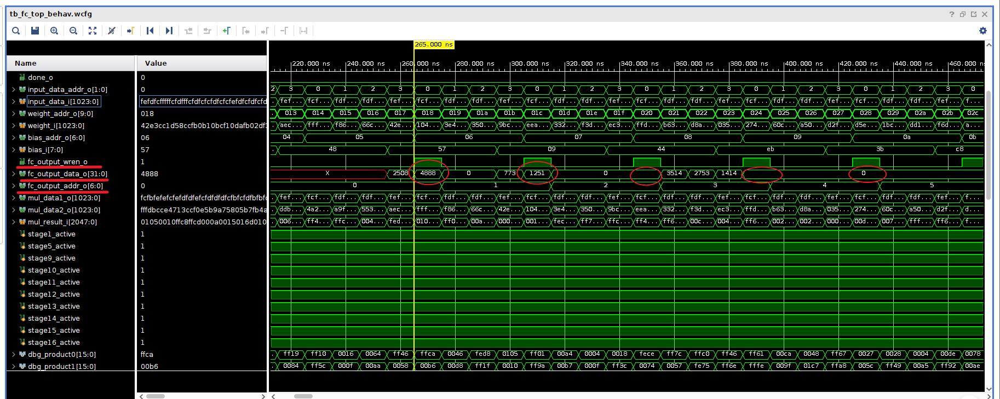 tb_fc_top_behav.wcfg
265.000 ns
Name Value
220.000 ns 240.000 ns 260.000 ns 280.000 ns 300.000 ns 320.000 ns 340.000 ns 360.000 ns 380.000 ns 400.000 ns 420.000 ns 440.000 ns 460.000 n
done_o 0
input_data_addr_o[1:0] 0 2 3 0 1 2 3 0 1 2 3 0 1 2 3 0 1 2 3 0 1 2 3 0 1 2 3 0
input_data_i[1023:0] fefdfcfffffcfdfffcfdfcfcfdfcfcfefdfcfdfcfd fef... fcf... fdf... fdf... fef... fcf... fdf... fdf... fef... fcf... fdf... fdf... fef... fcf... fdf... fdf... fef... fcf... fdf... fdf... fef... fcf... fdf... fdf... fef... f...
weight_addr_o[9:0] 018 013 014 015 016 017 018 019 01a 01b 01c 01d 01e 01f 020 021 022 023 024 025 026 027 028 029 02a 02b 02c
weight_i[1023:0] 42e3cc1d58ccfb0b10bcf10dafb02df aec... fff... f86... 66c... 42e... 104... 3e4... 350... 9bc... eea... 332... f3d... ec3... ffd... b63... d8a... 035... 274... 60c... a50... d2f... d5e... 1bc... dd1... f6d... a...
bias_addr_o[6:0] 06 04 05 06 07 08 09 0a 0b
bias_i[7:0] 57 48 57 09 44 eb 3b c8
fc_output_wren_o 1
fc_output_data_o[31:0] 4888 X 2508 4888 0 773 1251 0 3514 2753 1414 0
fc_output_addr_o[6:0] 0 0 1 2 3 4 5
mul_data1_o[1023:0] fcfbfefefcfefdfdfefcfdfdfdfcfbfcfdfbfbf fef... fcf... fdf... fdf... fef... fcf... fdf... fdf... fef... fcf... fdf... fdf... fef... fcf... fdf... fdf... fef... fcf... fdf... fdf... fef... fcf... fdf... fdf... fef... f...
mul_data2_o[1023:0] fffdbcce4713ccf0e5b9a75805b7fb4a ddb... 4a2... a9f... 553... aec... fff... f86... 66c... 42e... 104... 3e4... 350... 9bc... eea... 332... f3d... ec3... ffd... b63... d8a... 035... 274... 60c... a50... d2f... d...
mul_result_i[2047:0] 01050010ffc8ffcd000a0015016d010 006... ff4... ffc... 004... fed... 010... ff0... 00a... 000... 001... fec... ff7... ffc... ff4... ff6... 00c... 004... ff6... 002... 002... 000... 00d... 007... fff... ff6... f...
stage1_active 1
stage5_active 1
stage9_active 1
stage10_active 1
stage11_active 1
stage12_active 1
stage13_active 1
stage14_active 1
stage15_active 1
stage16_active 1
dbg_product0[15:0] ffca ff19 ff10 0016 0064 ff46 ffca 0046 fed8 0105 ff01 00a4 0004 0018 fece ff7c ffc0 ff46 ff61 00ca 0048 ff67 0027 0028 0004 00de 0078
dbg_product1[15:0] 00b6 0084 ff5c 000f 00aa 0058 00b6 00d8 ff1f 0010 ff9a 00b7 000f ff3c 0074 0057 fe75 ff6e fffe 009f 01c7 ffa8 005c ff49 00a5 ff92 00ae